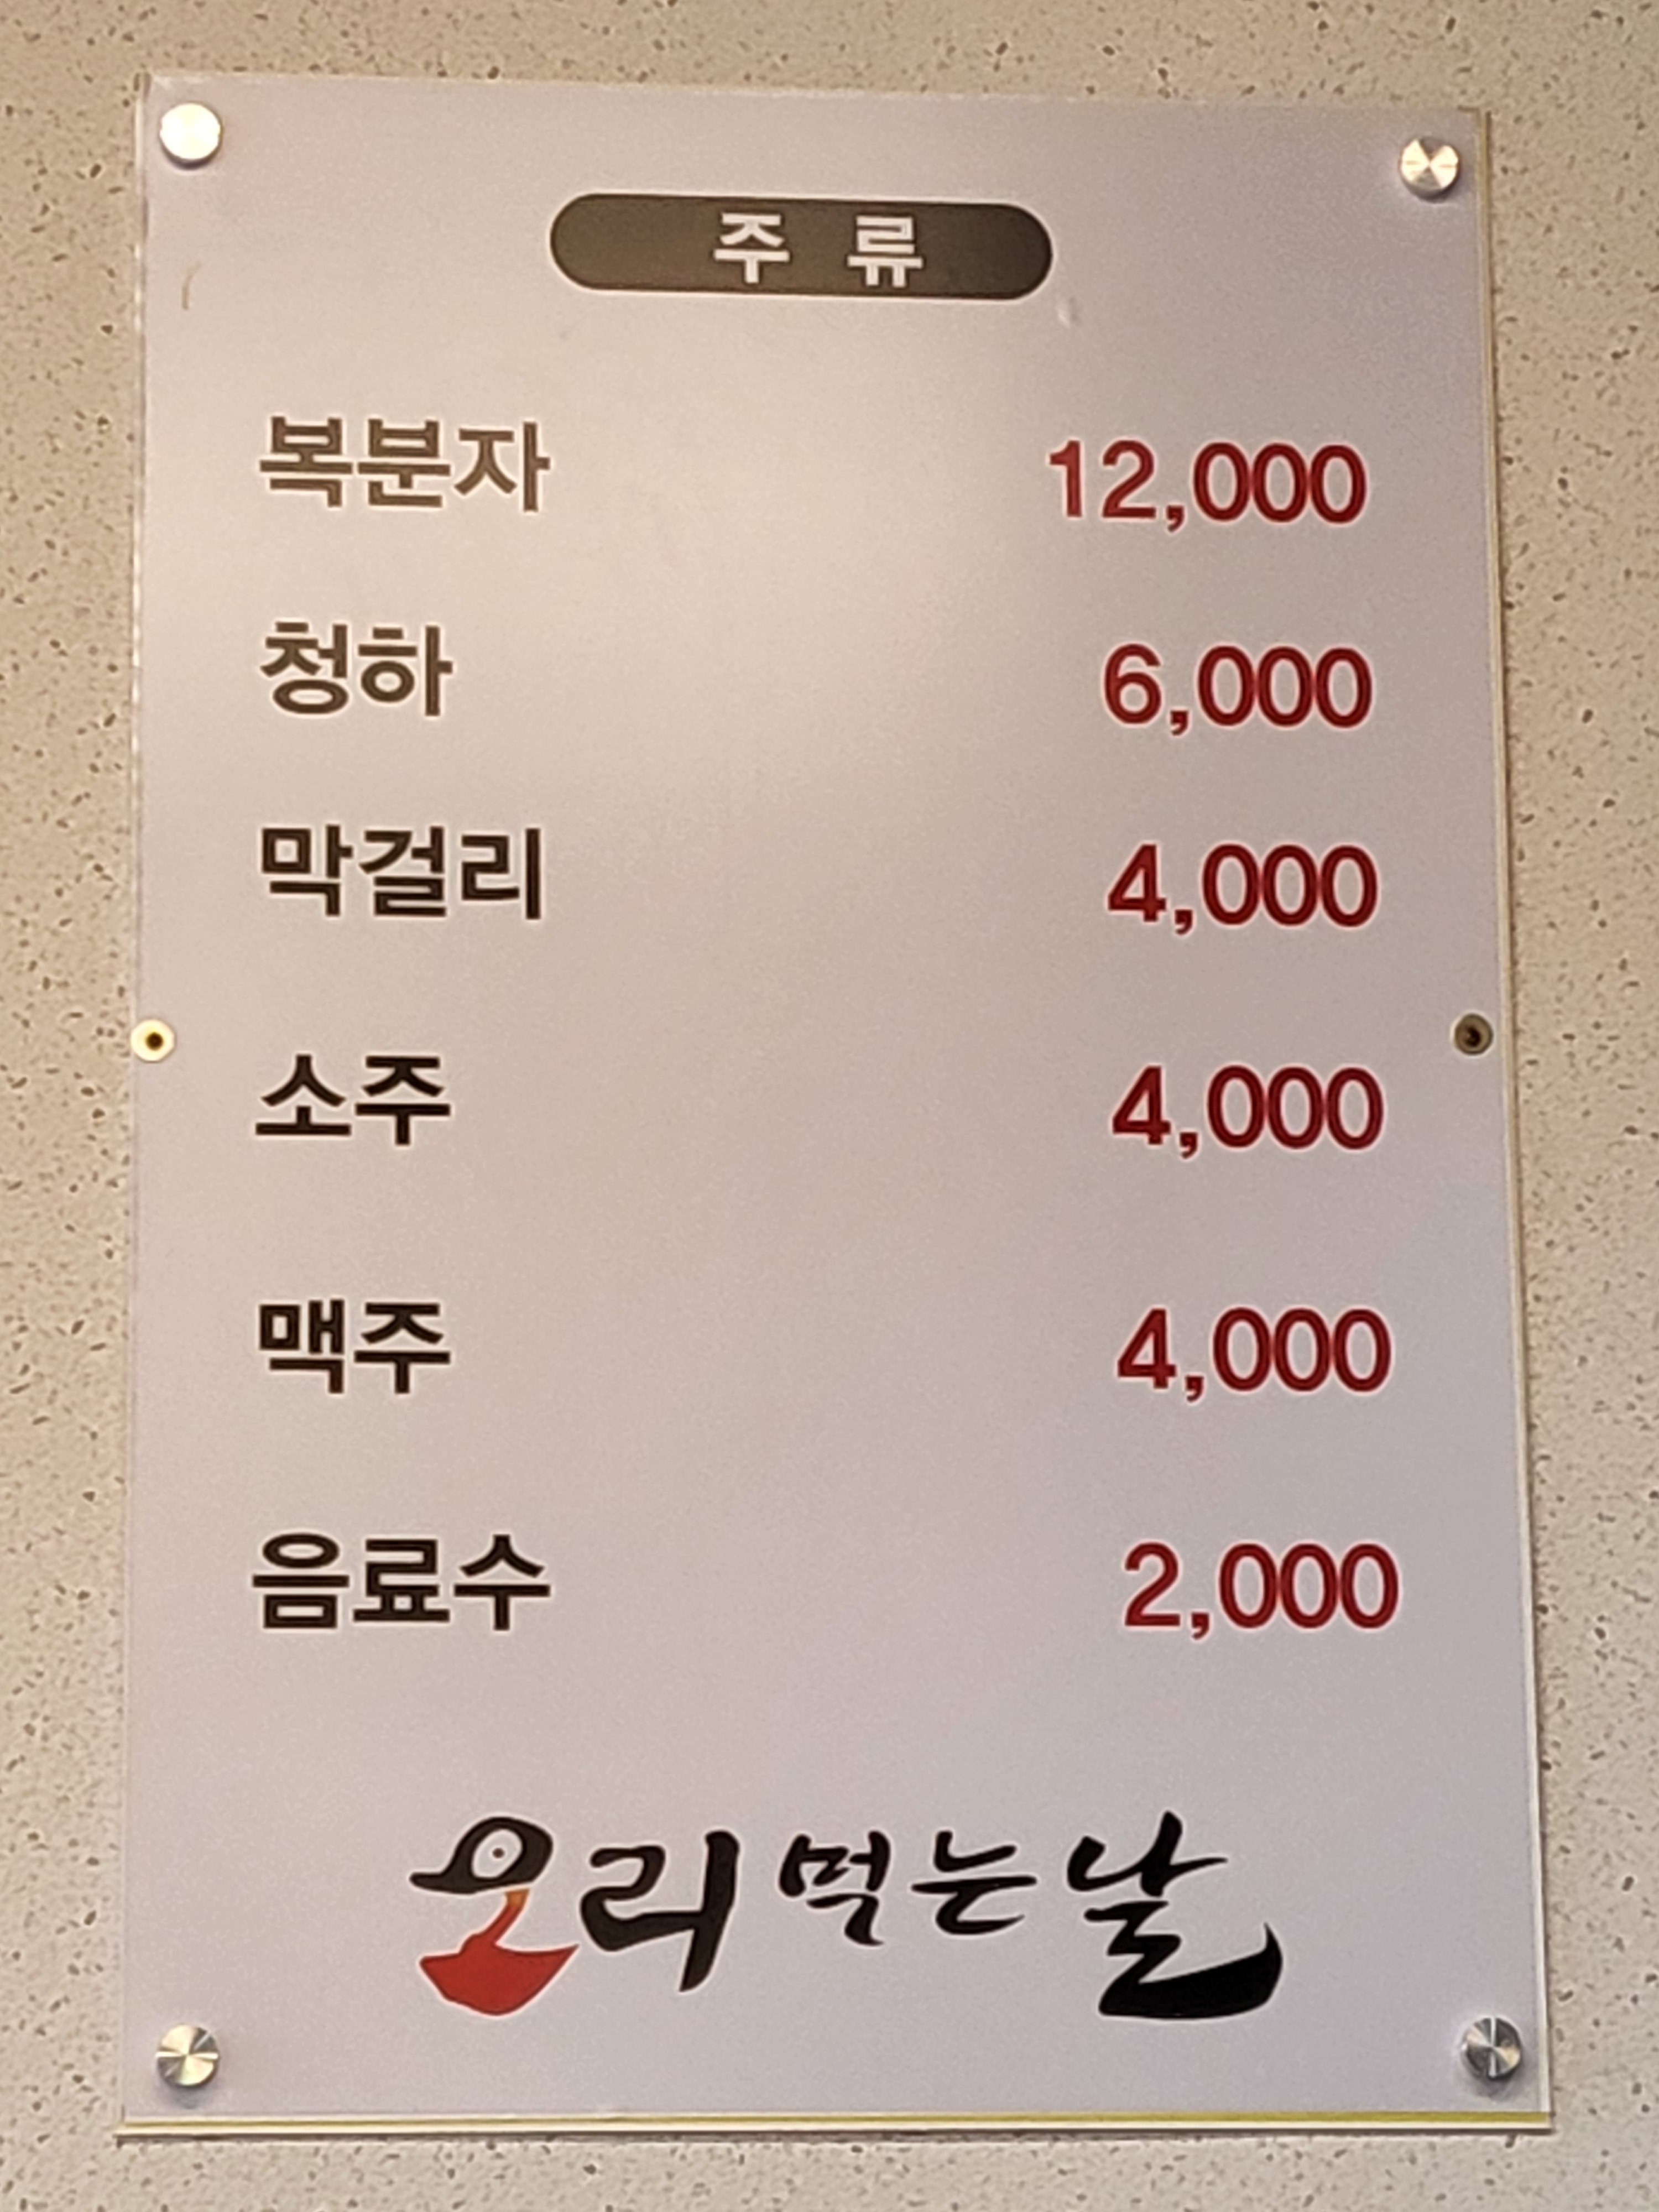 주 류
복분자 12,000
청하 6,000
막걸리 4,000
소주 4,000
맥주 4,000
음료수 2,000
오리 먹는 날